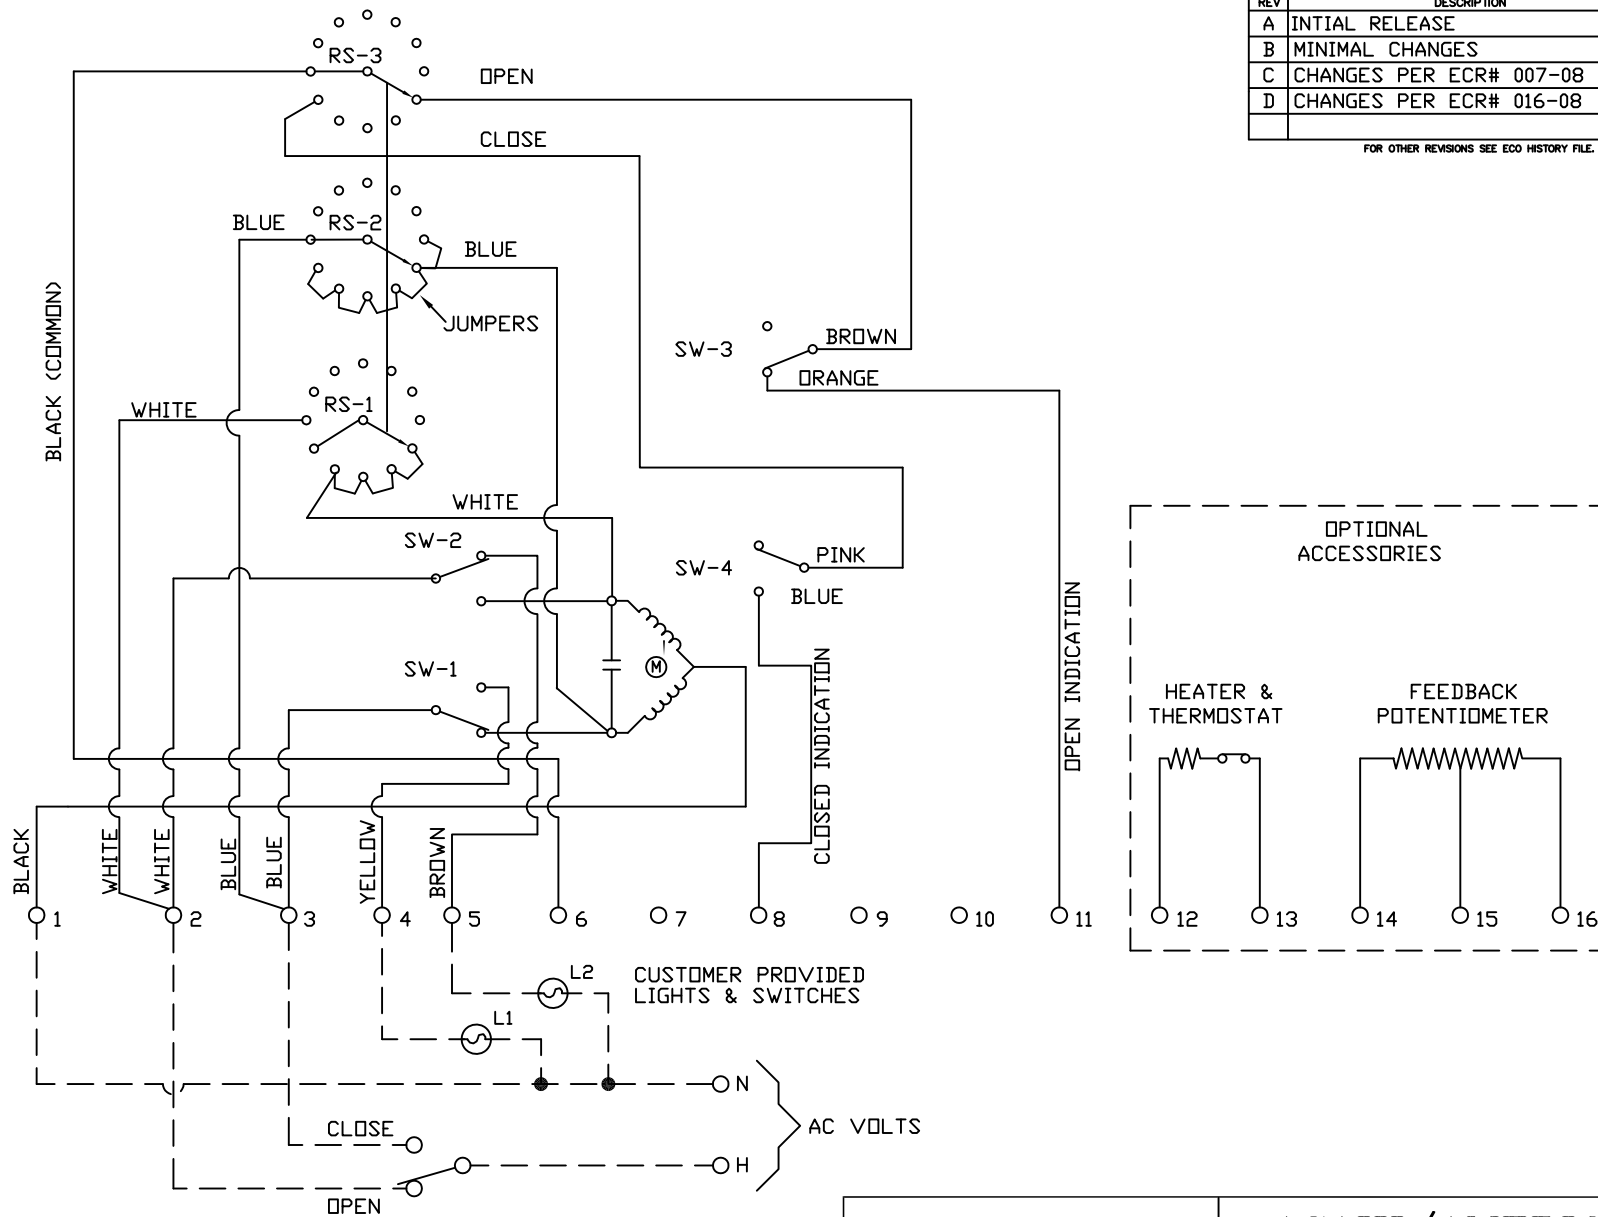 REV DESCRIPTION
A INTIAL RELEASE
B MINIMAL CHANGES
C CHANGES PER ECR# 007-08
D CHANGES PER ECR# 016-08
FOR OTHER REVISIONS SEE ECO HISTORY FILE.
RS-3
OPEN
CLOSE
BLUE
RS-2
BLUE
JUMPERS
BLACK (COMMON)
SW-3
BROWN
ORANGE
WHITE
RS-1
WHITE
SW-2
SW-4
PINK
BLUE
OPTIONAL
ACCESSORIES
SW-1
M
CLOSED INDICATION
OPEN INDICATION
HEATER &
THERMOSTAT
FEEDBACK
POTENTIOMETER
BLACK
WHITE
WHITE
BLUE
BLUE
YELLOW
BROWN
1 2 3 4 5 6 7 8 9 10 11 12 13 14 15 16
L2
CUSTOMER PROVIDED
LIGHTS & SWITCHES
L1
N
CLOSE
AC VOLTS
H
OPEN